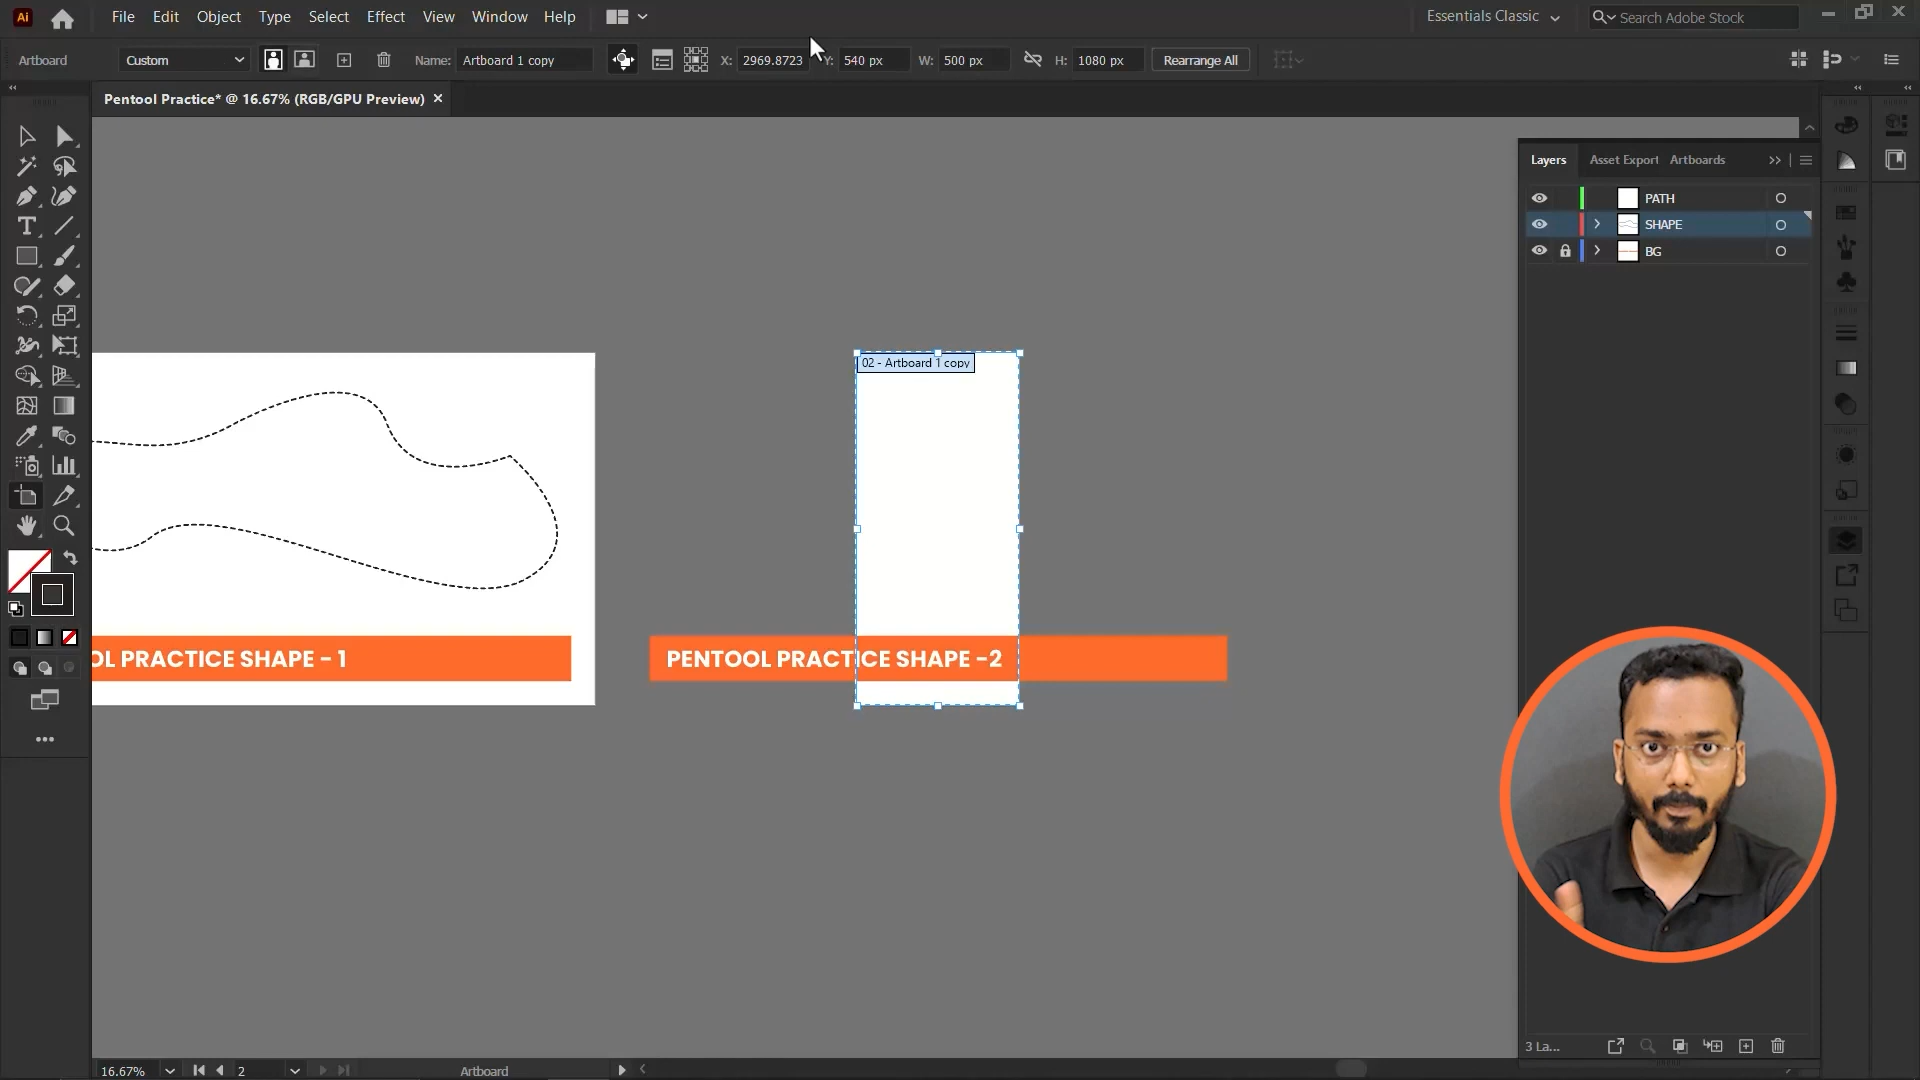 Ai File Edit Object Type Select Effect View Window Help Essentials Classic Search Adobe Stock
Artboard Custom Name: Artboard 1 copy X: 2969.8723 Y: 540 px W: 500 px H: 1080 px Rearrange All
Pentool Practice* @ 16.67% (RGB/GPU Preview) ×
Layers Asset Export Artboards
PATH
SHAPE
BG
02 - Artboard 1 copy
OL PRACTICE SHAPE - 1
PENTOOL PRACTICE SHAPE -2
3 La...
16.67% 2 Artboard